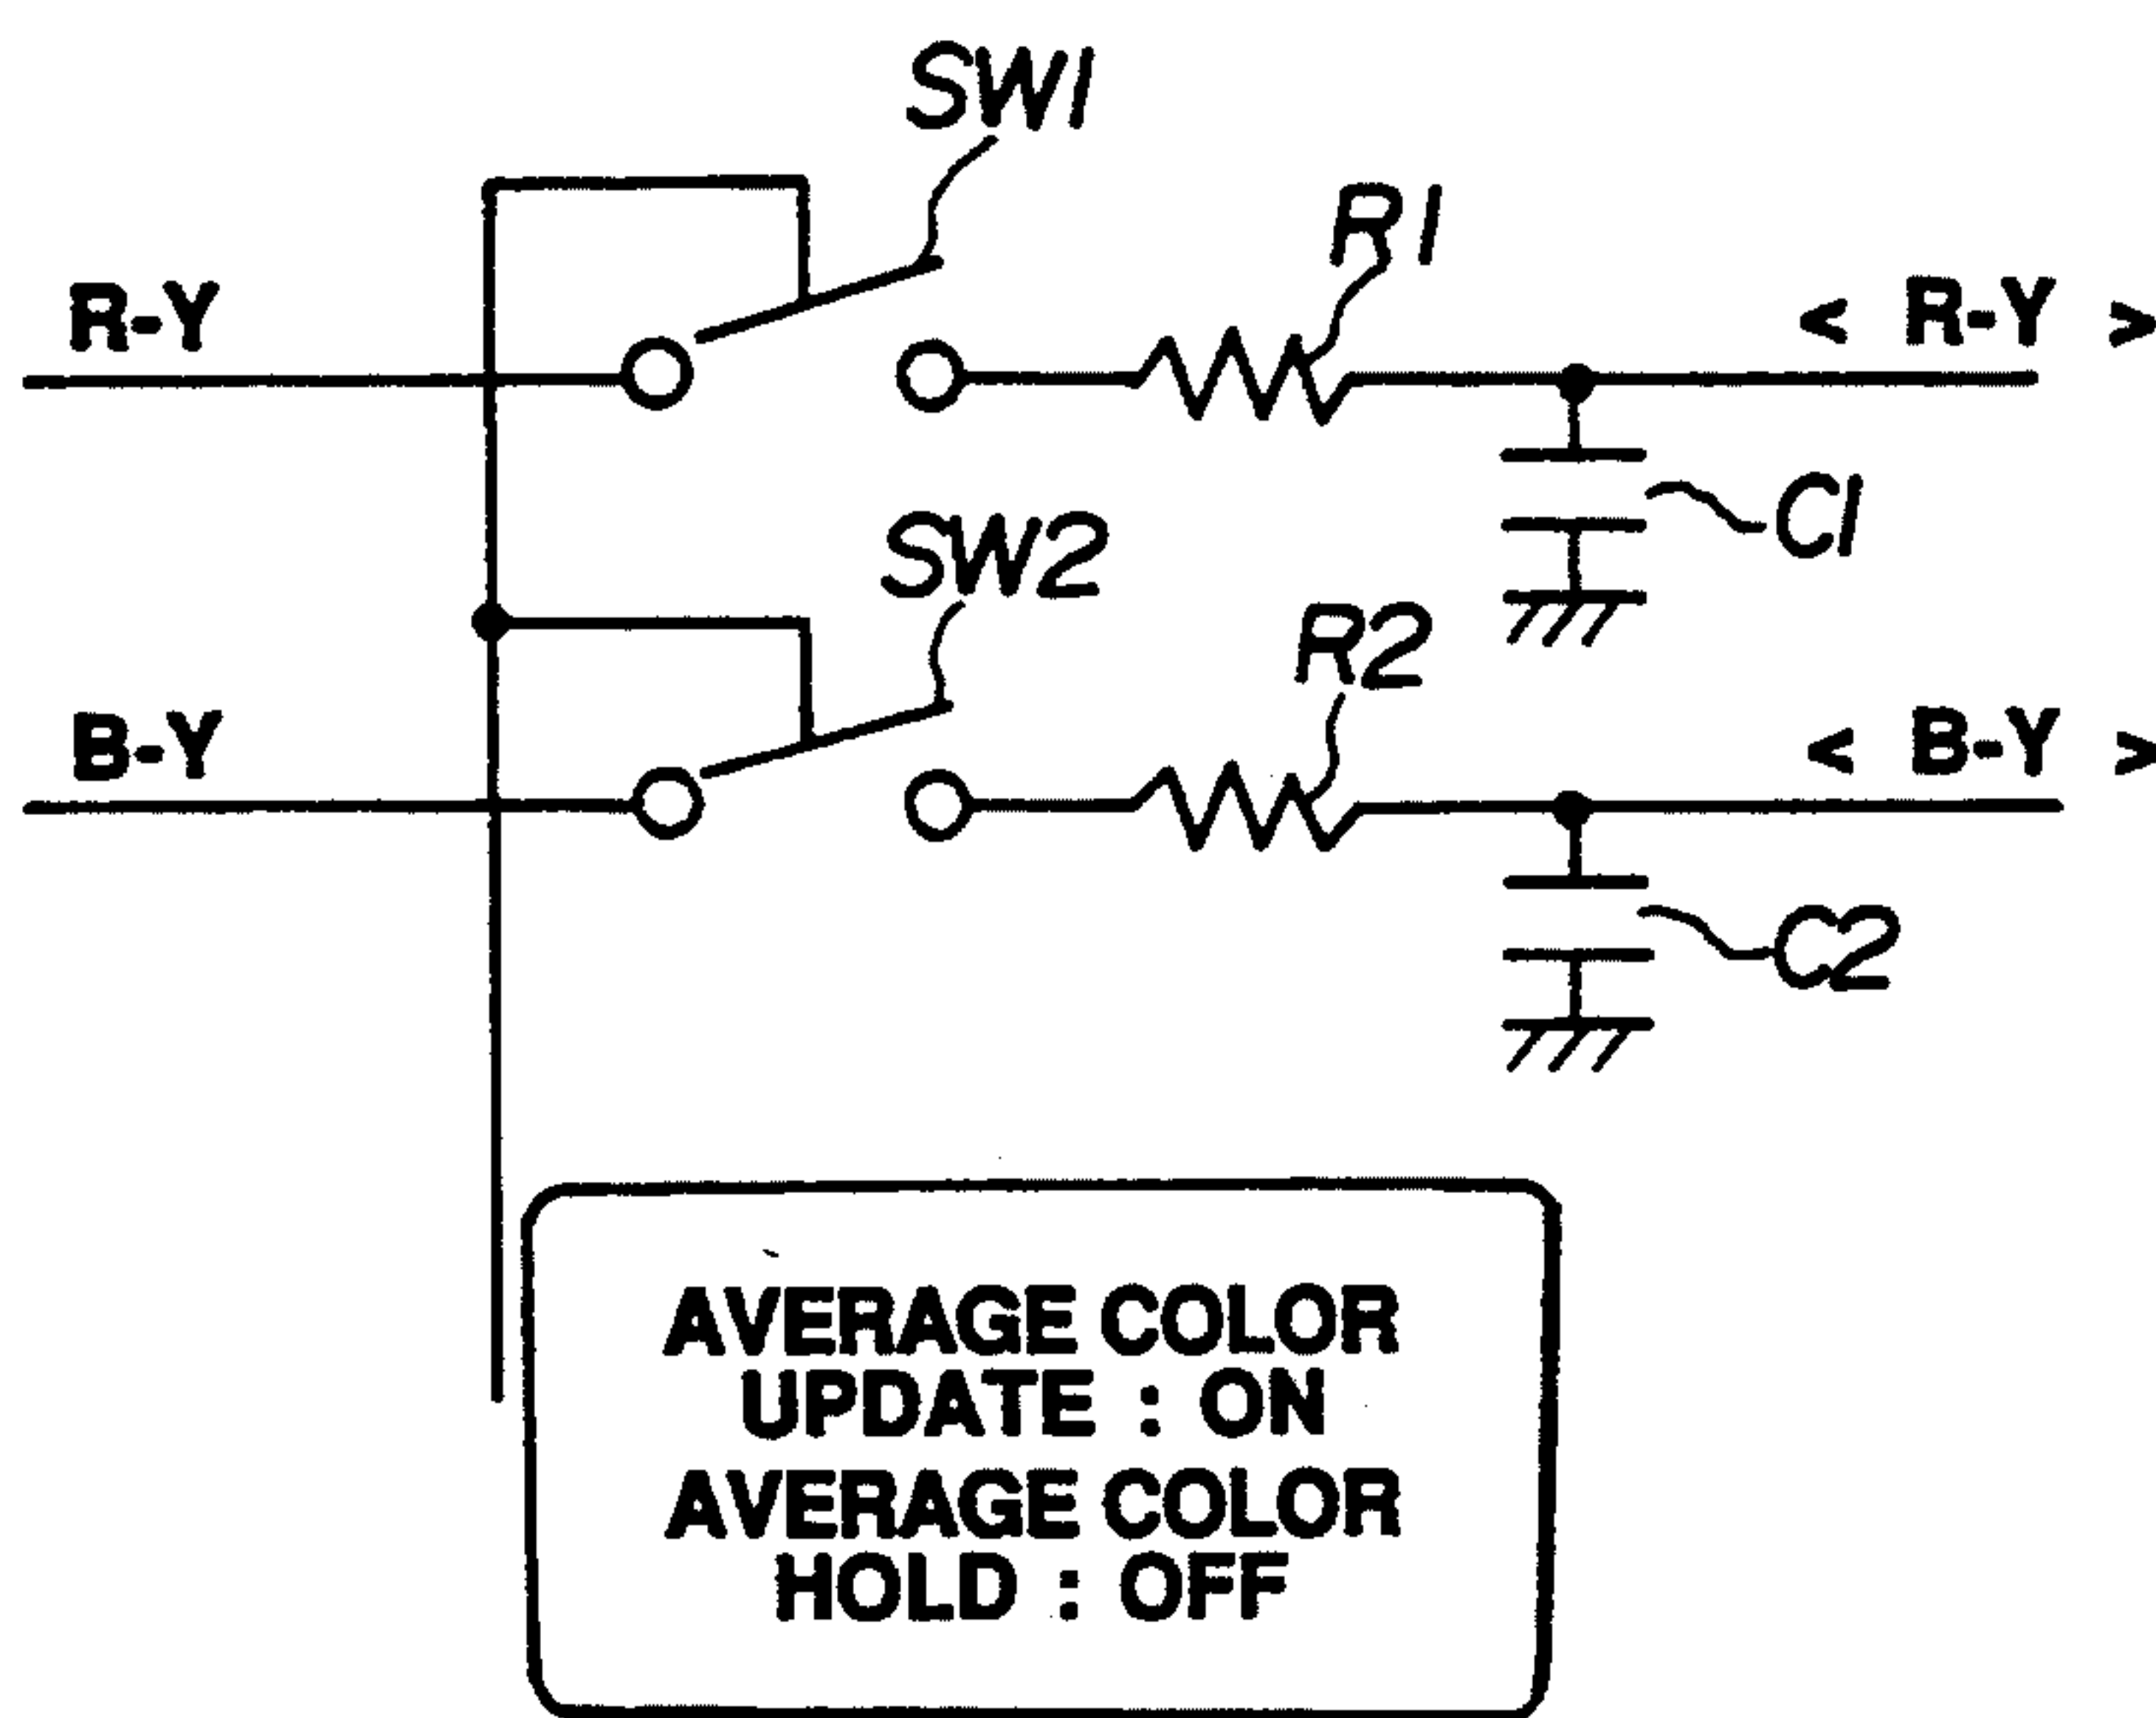 SW1
R1
R-Y
< R-Y >
C1
SW2
R2
B-Y
< B-Y >
C2
AVERAGE COLOR
UPDATE : ON
AVERAGE COLOR
HOLD : OFF